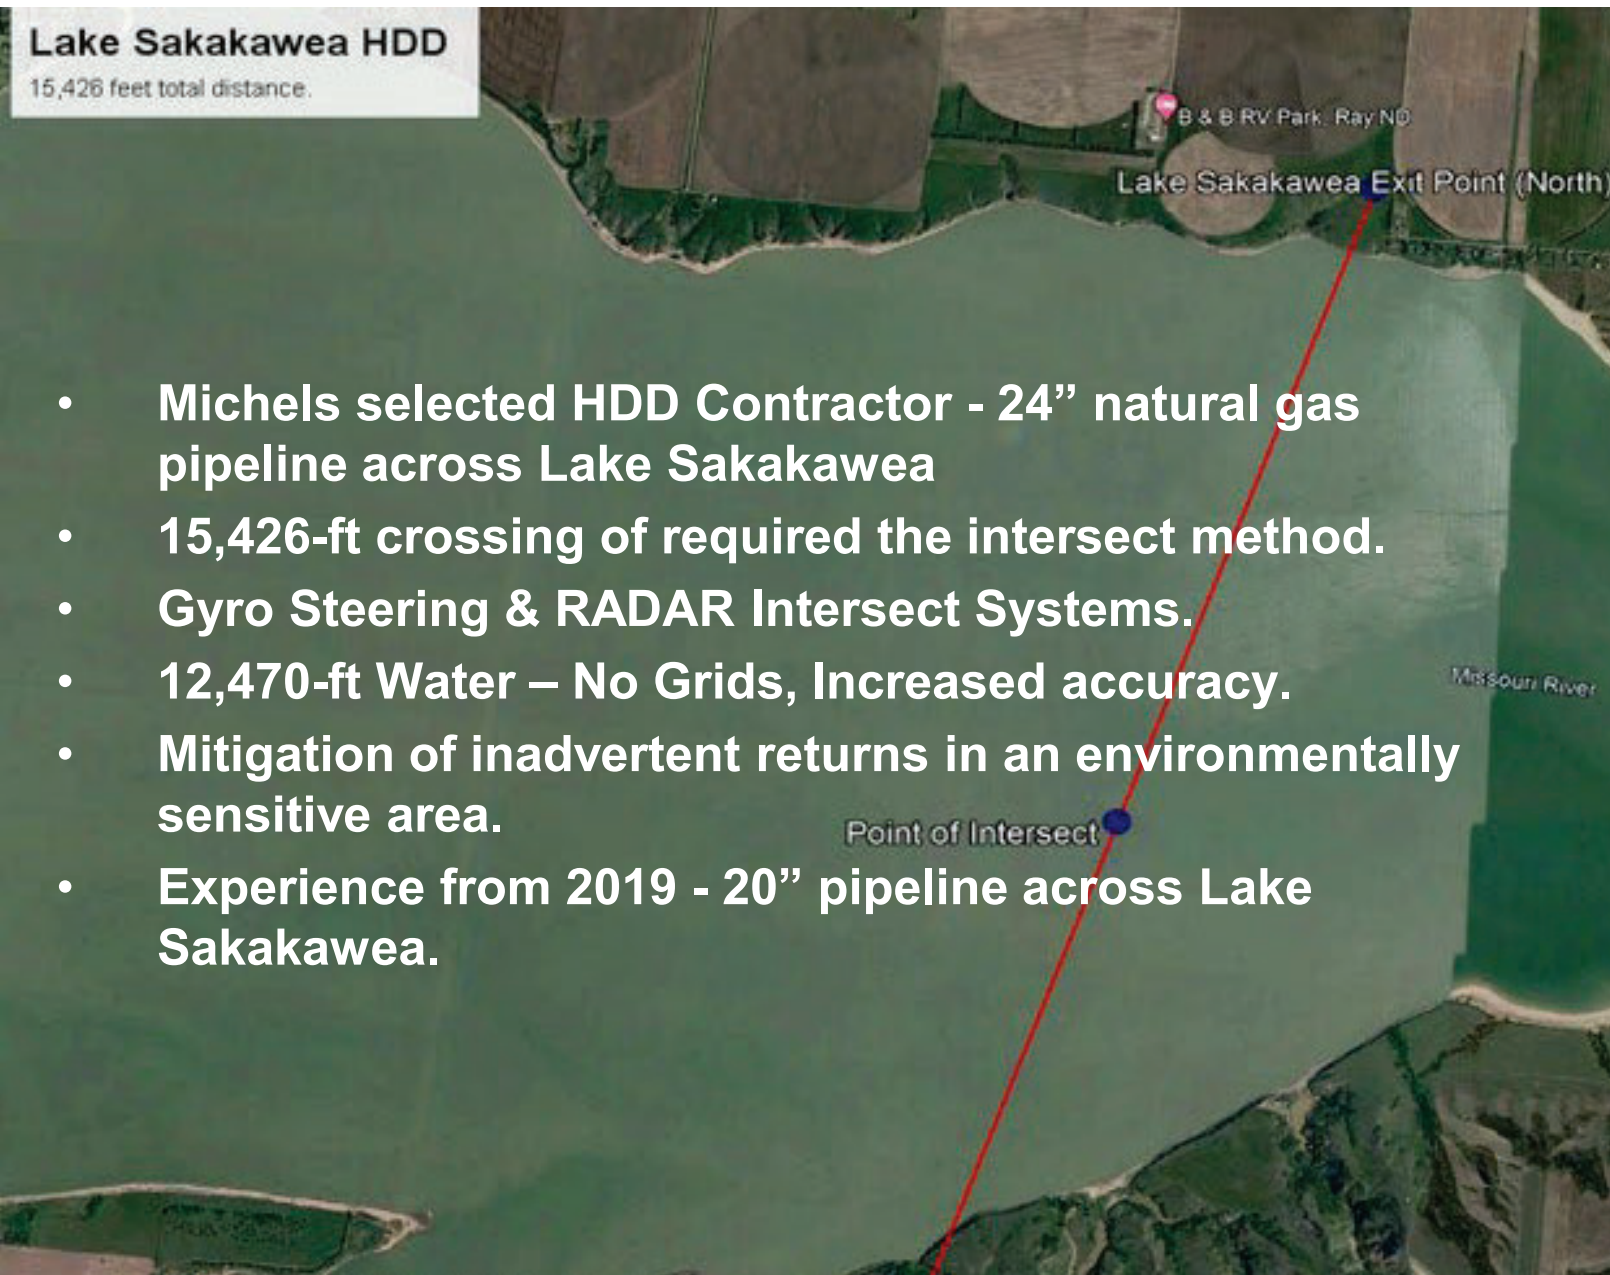 Lake Sakakawea HDD
15,426 feet total distance.
B & B RV Park, Ray ND
Lake Sakakawea Exit Point (North)
• Michels selected HDD Contractor - 24” natural gas
pipeline across Lake Sakakawea
• 15,426-ft crossing of required the intersect method.
• Gyro Steering & RADAR Intersect Systems.
• 12,470-ft Water – No Grids, Increased accuracy.
Missouri River
• Mitigation of inadvertent returns in an environmentally
sensitive area.
Point of Intersect
• Experience from 2019 - 20” pipeline across Lake
Sakakawea.